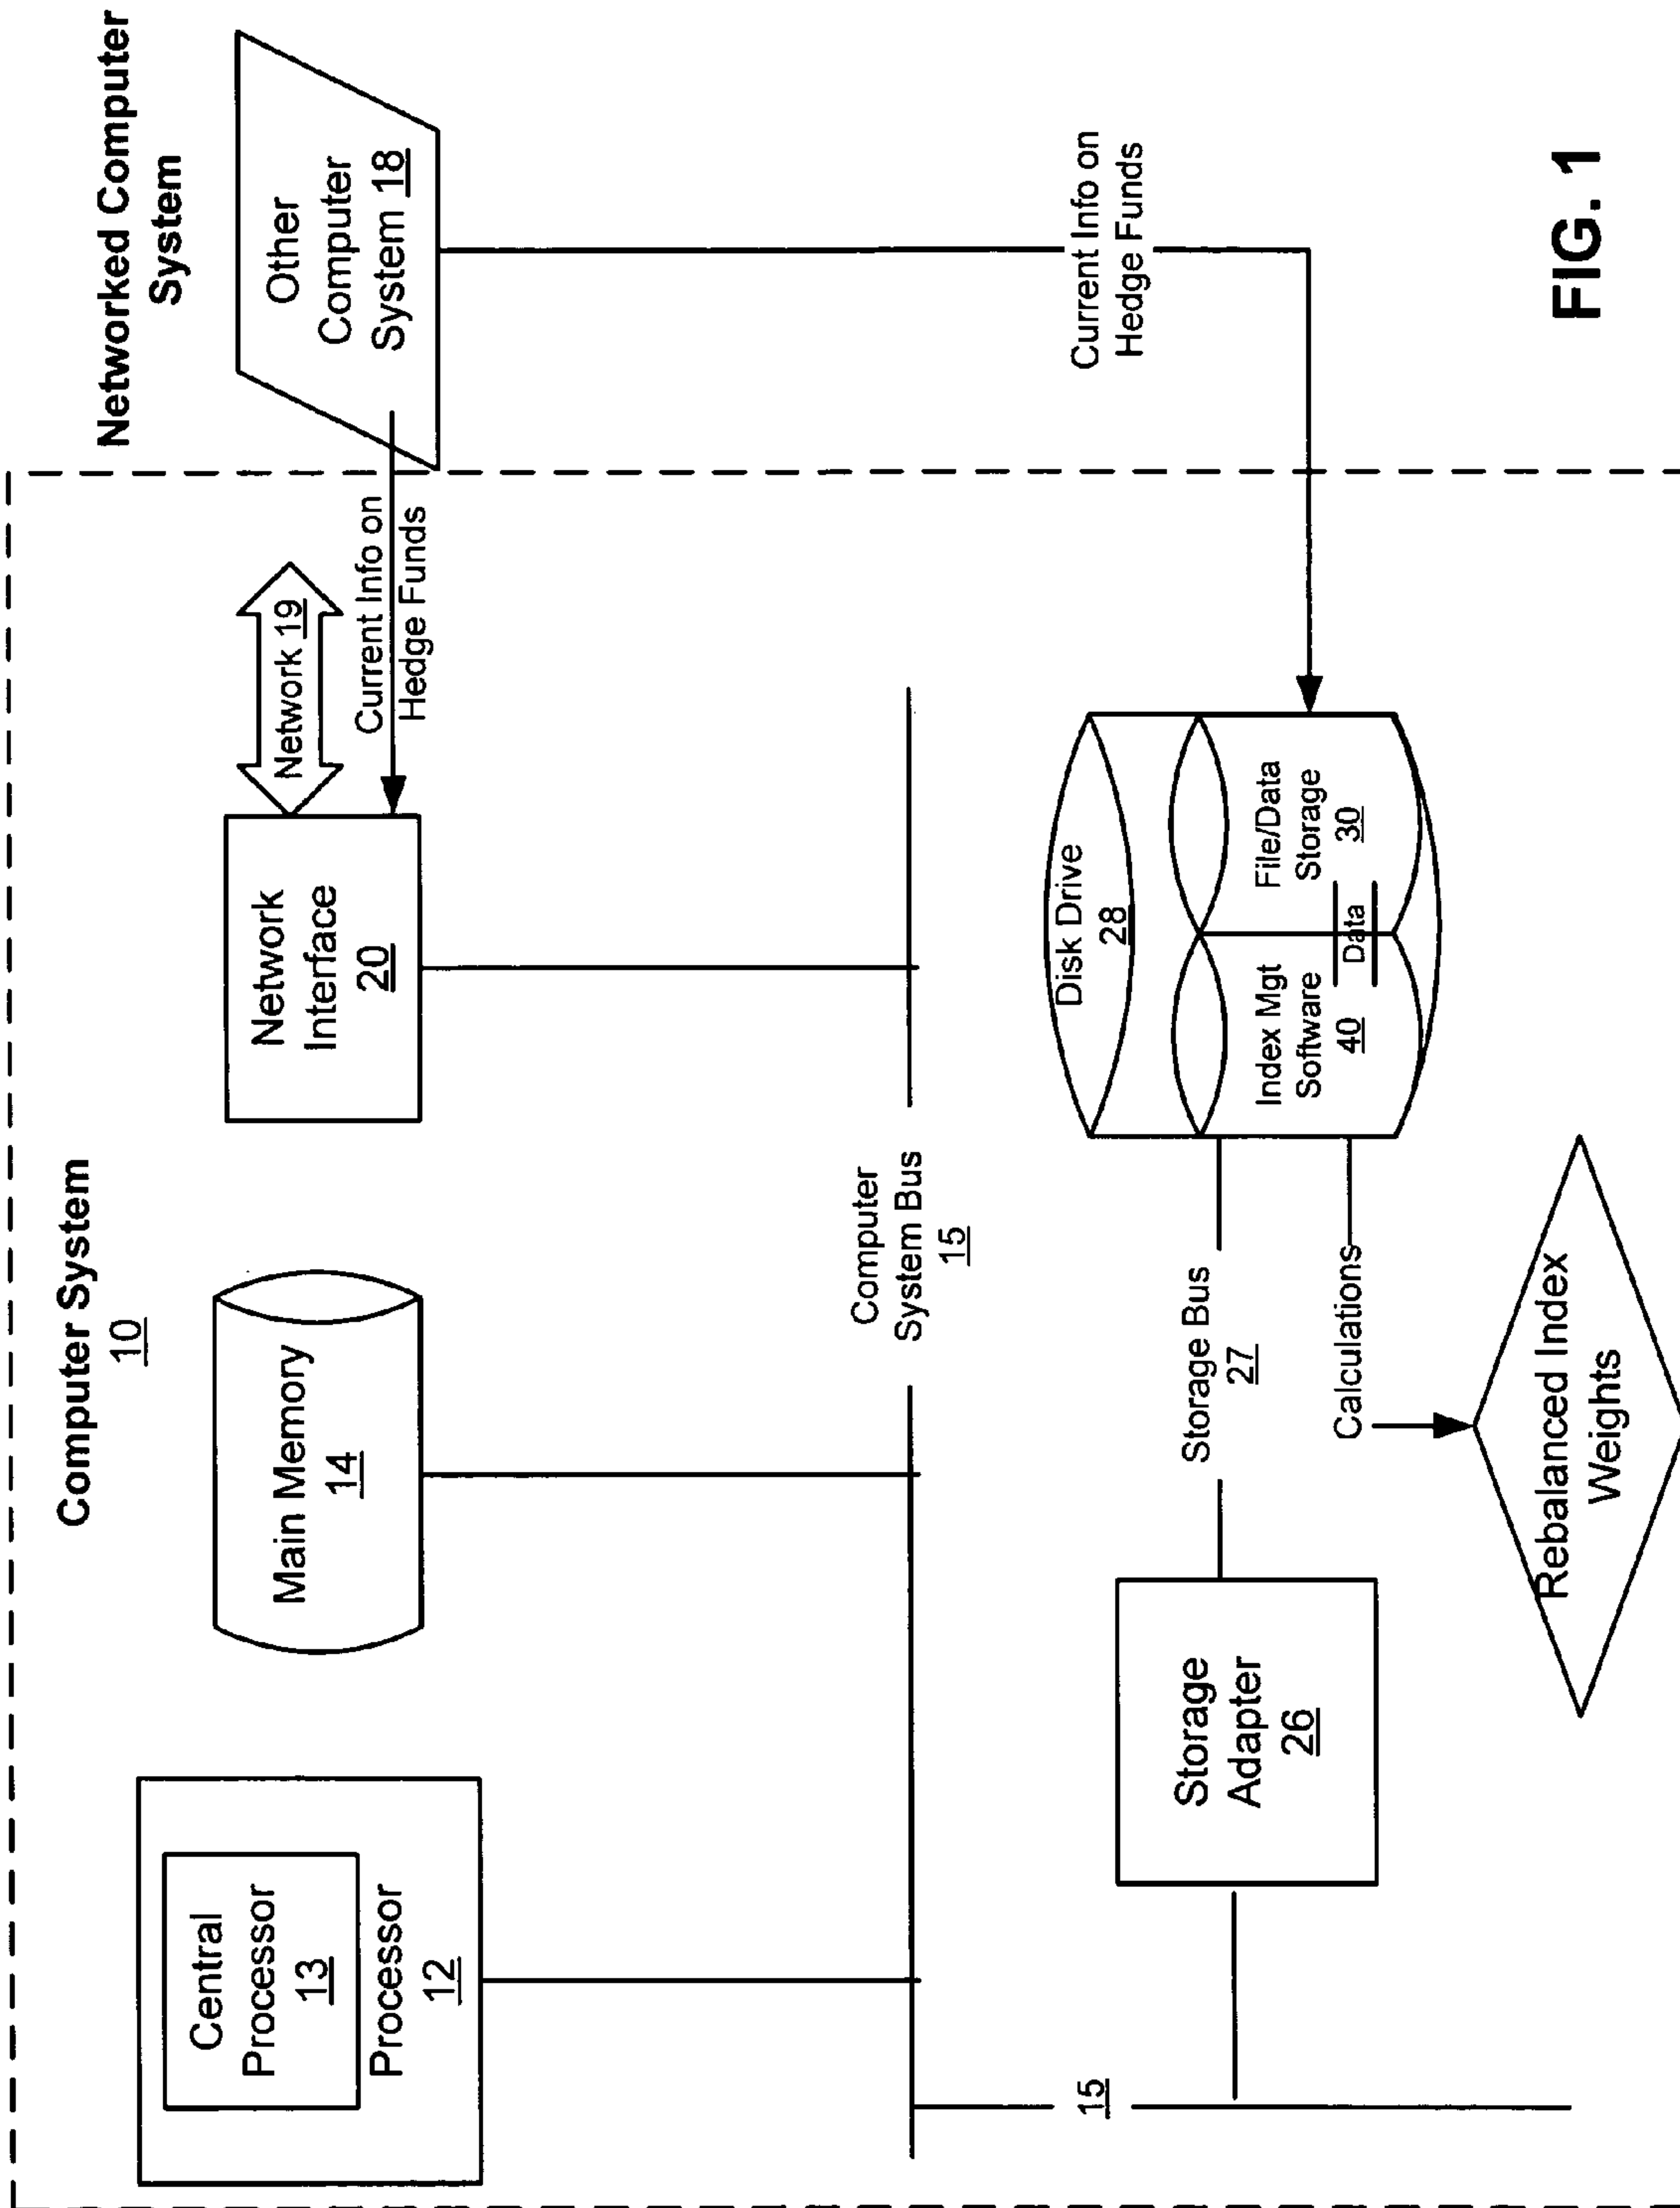 Computer System
10
Networked Computer
System
Central
Processor
13
Processor
12
Main Memory
14
Network
Interface
20
Network 19
Current Info on
Hedge Funds
Other
Computer
System 18
Computer
System Bus
15
15
Storage
Adapter
26
Storage Bus
27
Calculations
Disk Drive
28
Index Mgt
Software
40
Data
File/Data
Storage
30
Current Info on
Hedge Funds
Rebalanced Index
Weights
FIG. 1